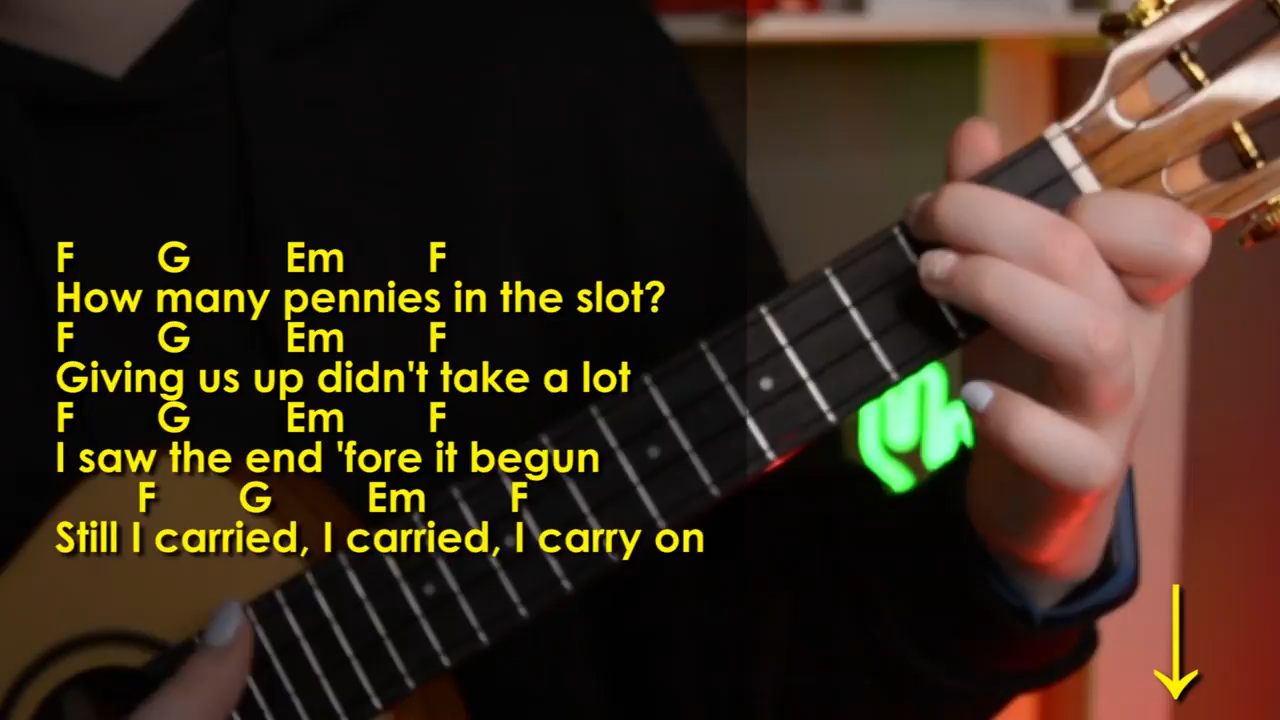 F G Em F
How many pennies in the slot?
F G Em F
Giving us up didn't take a lot
F G Em F
I saw the end 'fore it begun
F G Em F
Still I carried, I carried, I carry on